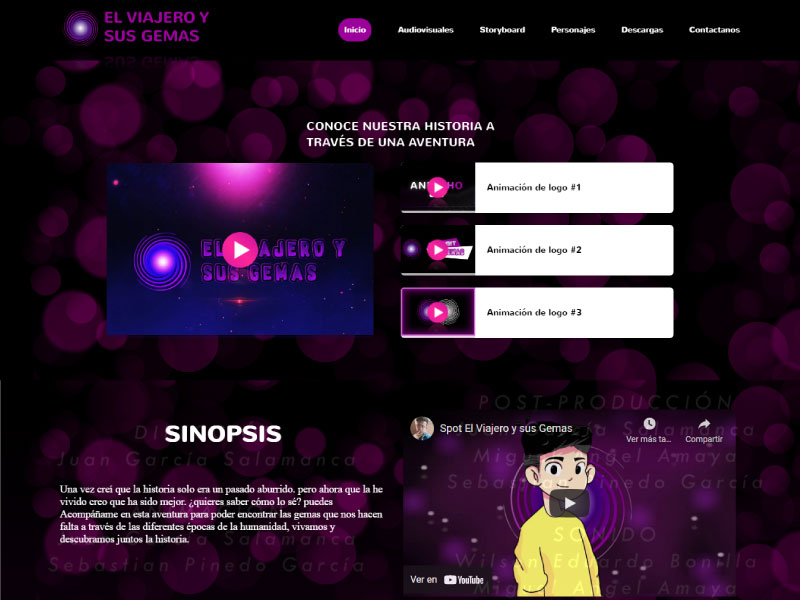 EL VIAJERO Y
SUS GEMAS
Inicio
Audiovisuales
Storyboard
Personajes
Descargas
Contactanos
CONOCE NUESTRA HISTORIA A
TRAVÉS DE UNA AVENTURA
EL VIAJERO Y
SUS GEMAS
Animación de logo #1
Animación de logo #2
Animación de logo #3
SINOPSIS
Juan García Salamanca
Una vez creí que la historia solo era un pasado aburrido. pero ahora que la he
vivido creo que ha sido mejor. ¿quieres saber cómo lo sé? puedes
Acompáñame en esta aventura para poder encontrar las gemas que nos hacen
falta a través de las diferentes épocas de la humanidad, vivamos y
descubramos juntos la historia.
Sebastian Pinedo García
POST-PRODUCCIÓN
Spot El Viajero y sus Gemas
Ver más ta...
Compartir
Salamanca
Miguel Angel Amaya
Sebastian Pinedo García
SONIDO
Wilson Eduardo Bonilla
Miguel Angel Amaya
Ver en YouTube